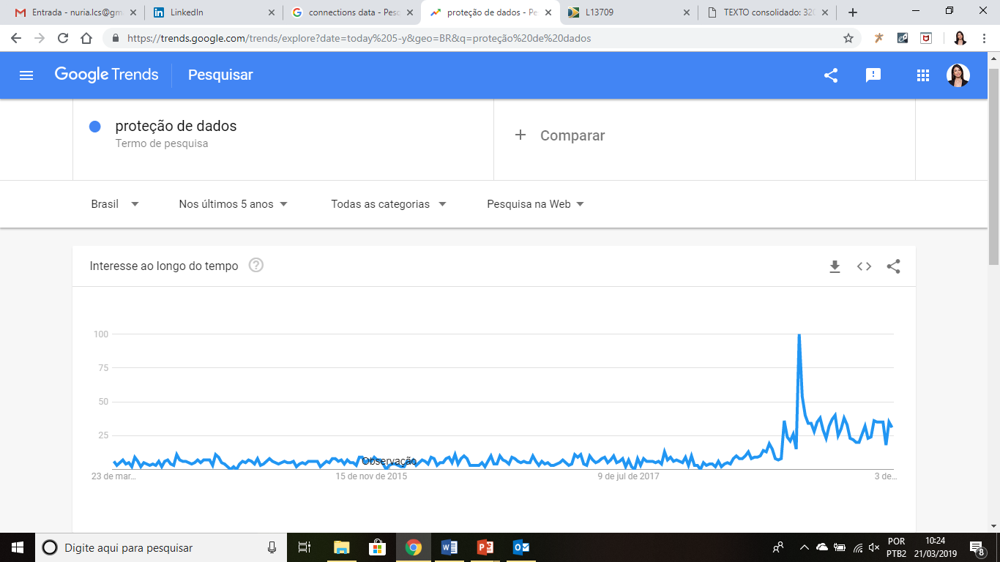 Entrada - nuria.lcs@gm
LinkedIn
connections data - Pesq
proteção de dados - Pe
L13709
TEXTO consolidado: 320
https://trends.google.com/trends/explore?date=today%205-y&geo=BR&q=proteção%20de%20dados
Google Trends
Pesquisar
proteção de dados
Termo de pesquisa
+ Comparar
Brasil
Nos últimos 5 anos
Todas as categorias
Pesquisa na Web
Interesse ao longo do tempo ?
100
75
50
25
Observação
23 de mar...
15 de nov de 2015
9 de jul de 2017
3 de...
Digite aqui para pesquisar
POR
PTB2
10:24
21/03/2019
8